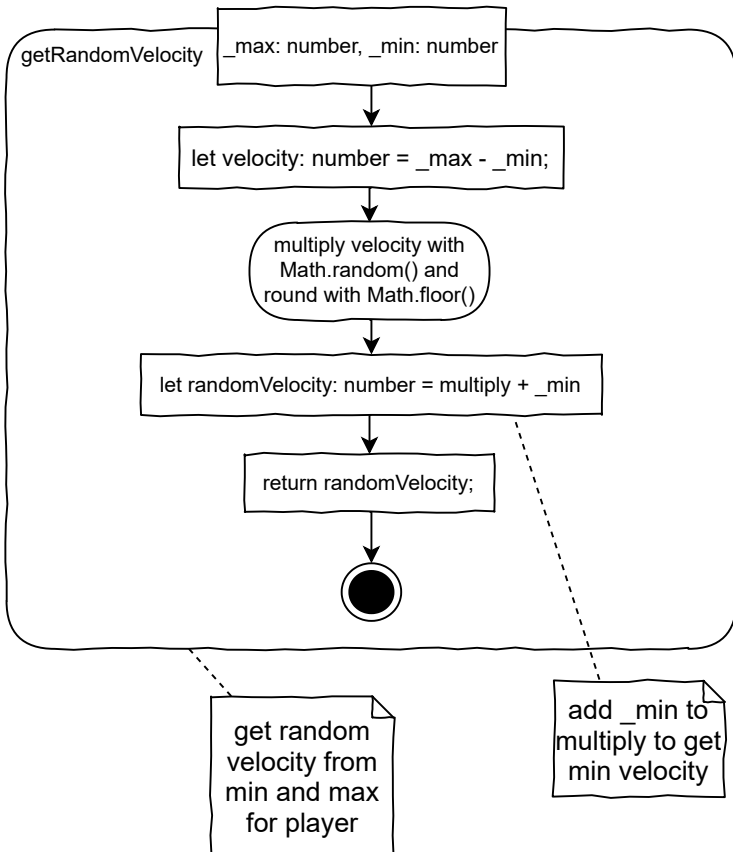 getRandomVelocity
_max: number, _min: number
let velocity: number = _max - _min;
multiply velocity with
Math.random() and
round with Math.floor()
let randomVelocity: number = multiply + _min
return randomVelocity;
add _min to
multiply to get
min velocity
get random
velocity from
min and max
for player